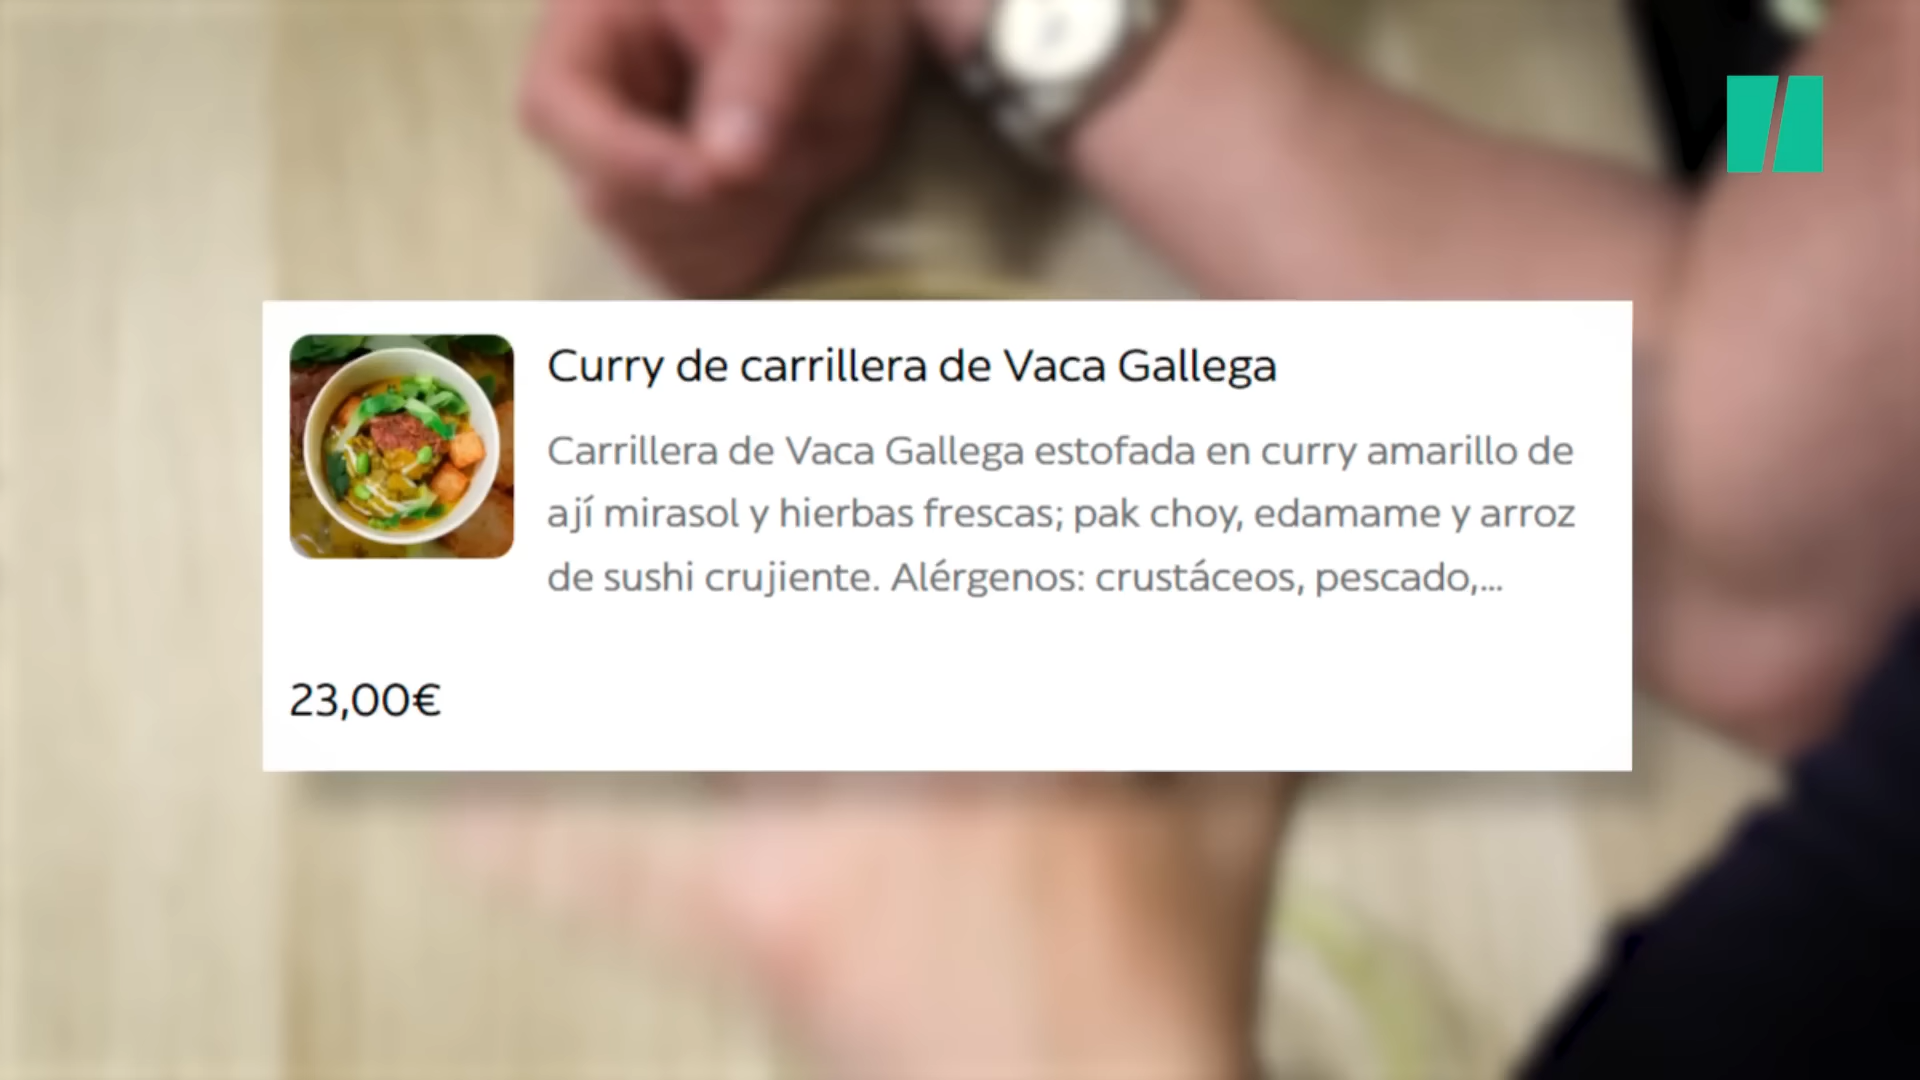 Curry de carrillera de Vaca Gallega
Carrillera de Vaca Gallega estofada en curry amarillo de
ají mirasol y hierbas frescas; pak choy, edamame y arroz
de sushi crujiente. Alérgenos: crustáceos, pescado,...
23,00€